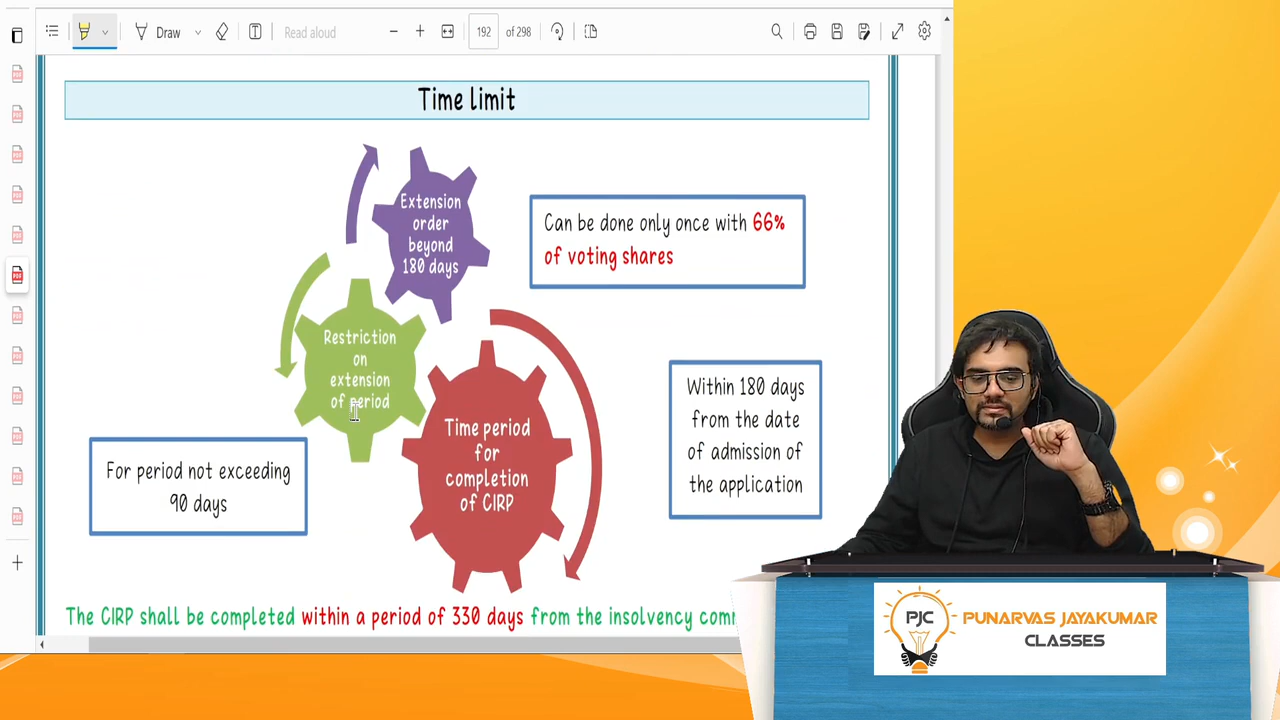 Draw
Read aloud
192 of 298
Time limit
Extension
order
beyond
180 days
Can be done only once with 66%
of voting shares
Restriction
on
extension
of period
Time period
for
completion
of CIRP
Within 180 days
from the date
of admission of
the application
For period not exceeding
90 days
The CIRP shall be completed within a period of 330 days from the insolvency
PJC
PUNARVAS JAYAKUMAR
CLASSES